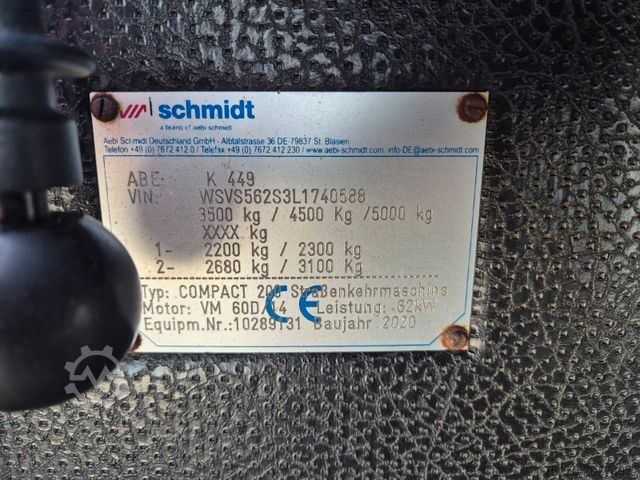 schmidt
a brand of aebi schmidt
Aebi Schmidt Deutschland GmbH - Albtalstrasse 36 DE-79837 St. Blasien
Telefon +49 (0) 7672 412 0 / Telefax +49 (0) 7672 412 230 / www.aebi-schmidt.com, info-DE@aebi-schmidt.com
ABE: K 449
VIN: WSVS562S3L1740588
3500 kg / 4500 Kg /5000 kg
XXXX kg
1- 2200 kg / 2300 kg
2- 2680 kg / 3100 Kg
Typ: COMPACT 200 Straßenkehrmaschine
Motor: VM 60D/14 Leistung: 62kW
Equipm.Nr.:10289131 Baujahr 2020
CE